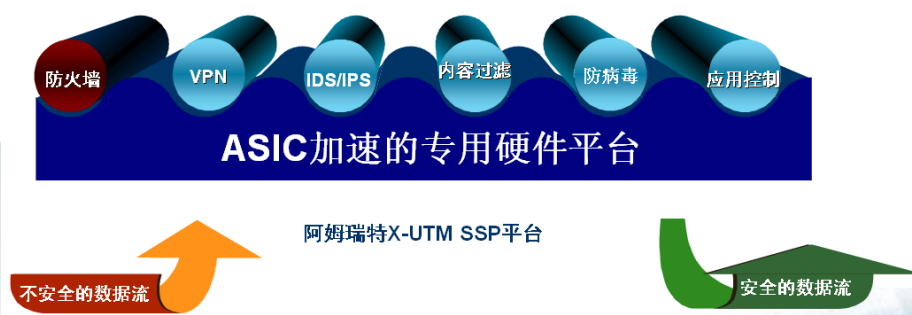 防火墙
VPN
IDS/IPS
内容过滤
防病毒
应用控制
ASIC加速的专用硬件平台
阿姆瑞特X-UTM SSP平台
不安全的数据流
安全的数据流